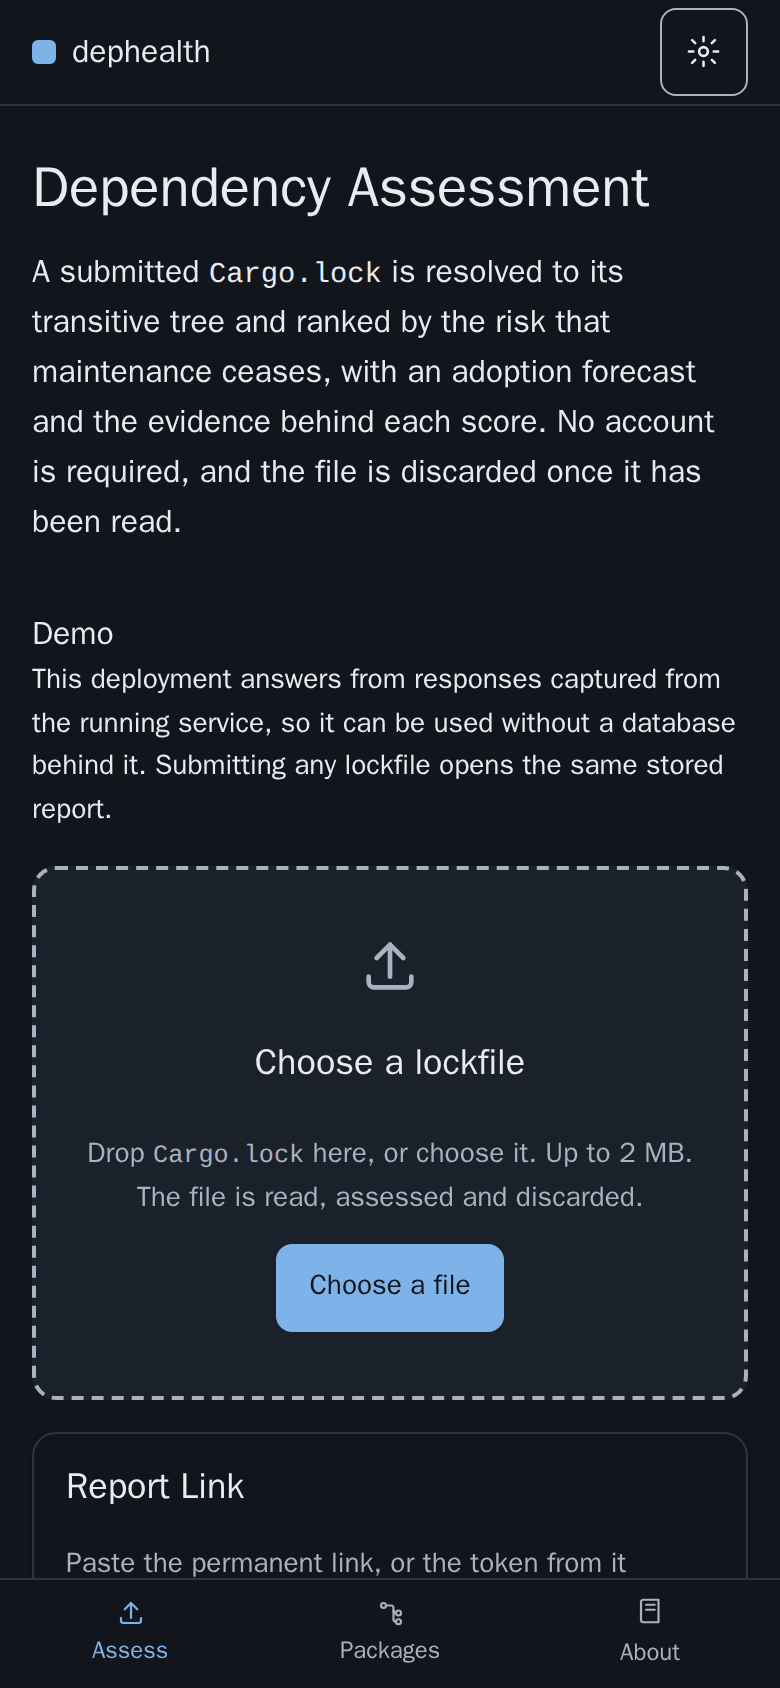 dephealth
Dependency Assessment
A submitted Cargo.lock is resolved to its
transitive tree and ranked by the risk that
maintenance ceases, with an adoption forecast
and the evidence behind each score. No account
is required, and the file is discarded once it has
been read.
Demo
This deployment answers from responses captured from
the running service, so it can be used without a database
behind it. Submitting any lockfile opens the same stored
report.
Choose a lockfile
Drop Cargo.lock here, or choose it. Up to 2 MB.
The file is read, assessed and discarded.
Choose a file
Report Link
Paste the permanent link, or the token from it
Assess
Packages
About